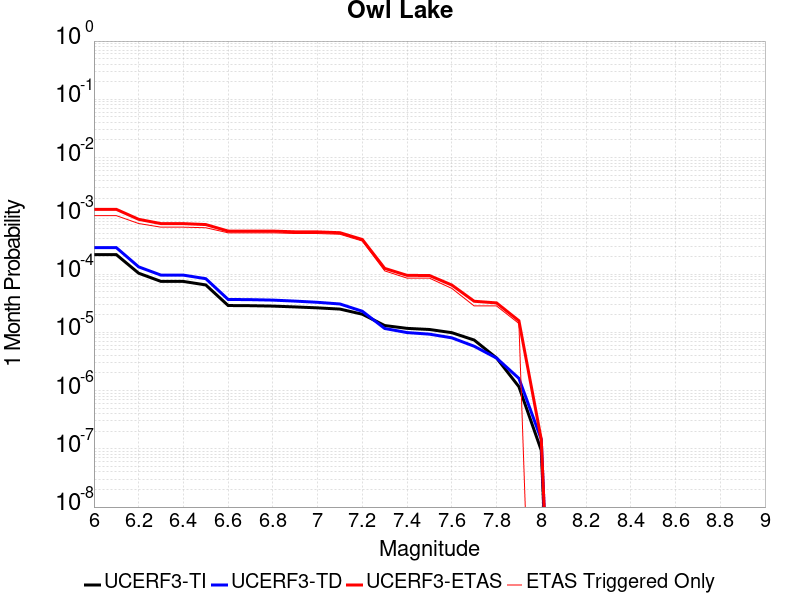 Owl Lake
1 Month Probability
10^0
10^-1
10^-2
10^-3
10^-4
10^-5
10^-6
10^-7
10^-8
6 6.2 6.4 6.6 6.8 7 7.2 7.4 7.6 7.8 8 8.2 8.4 8.6 8.8 9
Magnitude
UCERF3-TI UCERF3-TD UCERF3-ETAS ETAS Triggered Only